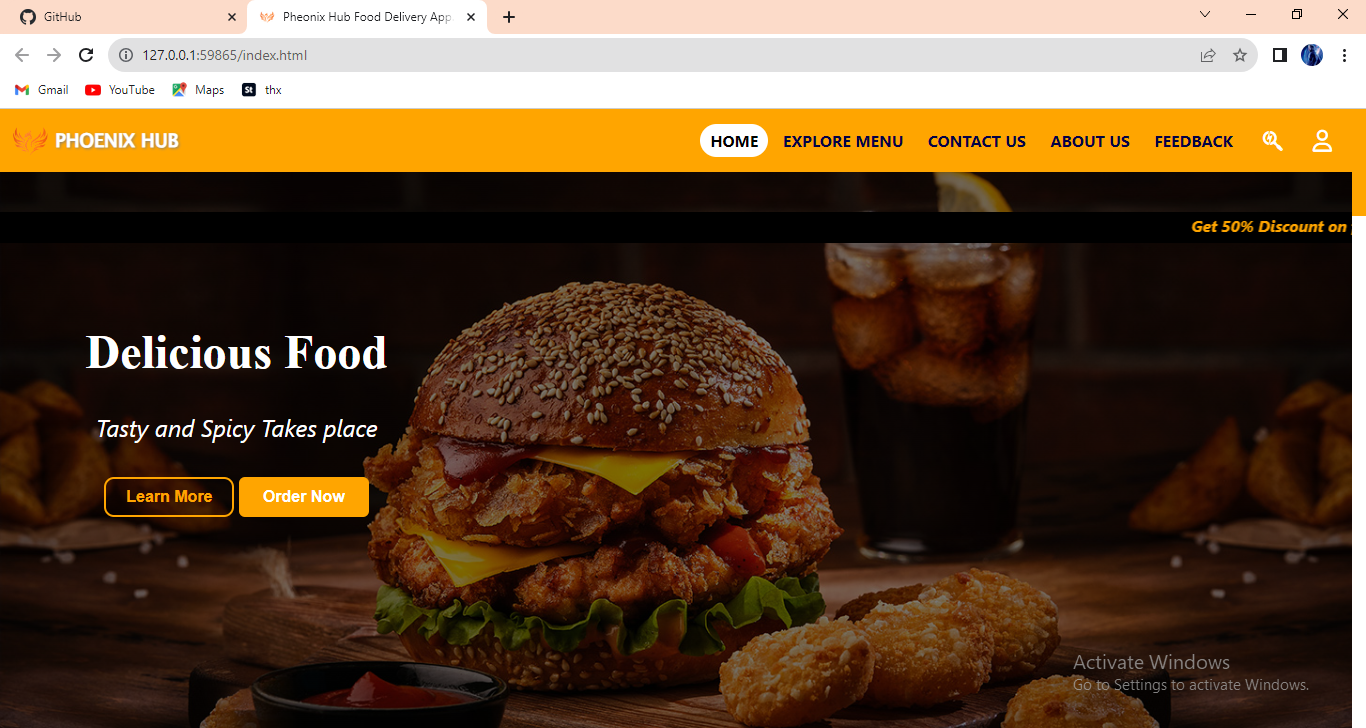 GitHub
Pheonix Hub Food Delivery App
127.0.0.1:59865/index.html
Gmail YouTube Maps St thx
PHOENIX HUB HOME EXPLORE MENU CONTACT US ABOUT US FEEDBACK
Get 50% Discount on
Delicious Food
Tasty and Spicy Takes place
Learn More Order Now
Activate Windows
Go to Settings to activate Windows.